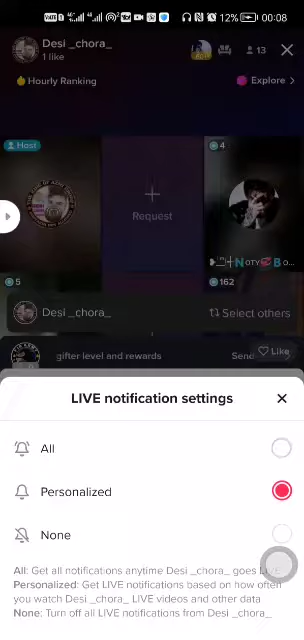 12% 00:08
Desi _chora_
1 like
13
Hourly Ranking
Explore
Host
4
Request
5
162
Desi _chora_
Select others
gifter level and rewards
Like
LIVE notification settings
All
Personalized
None
All: Get all notifications anytime Desi _chora_ goes LIVE
Personalized: Get LIVE notifications based on how often
you watch Desi _chora_ LIVE videos and other data
None: Turn off all LIVE notifications from Desi _chora_